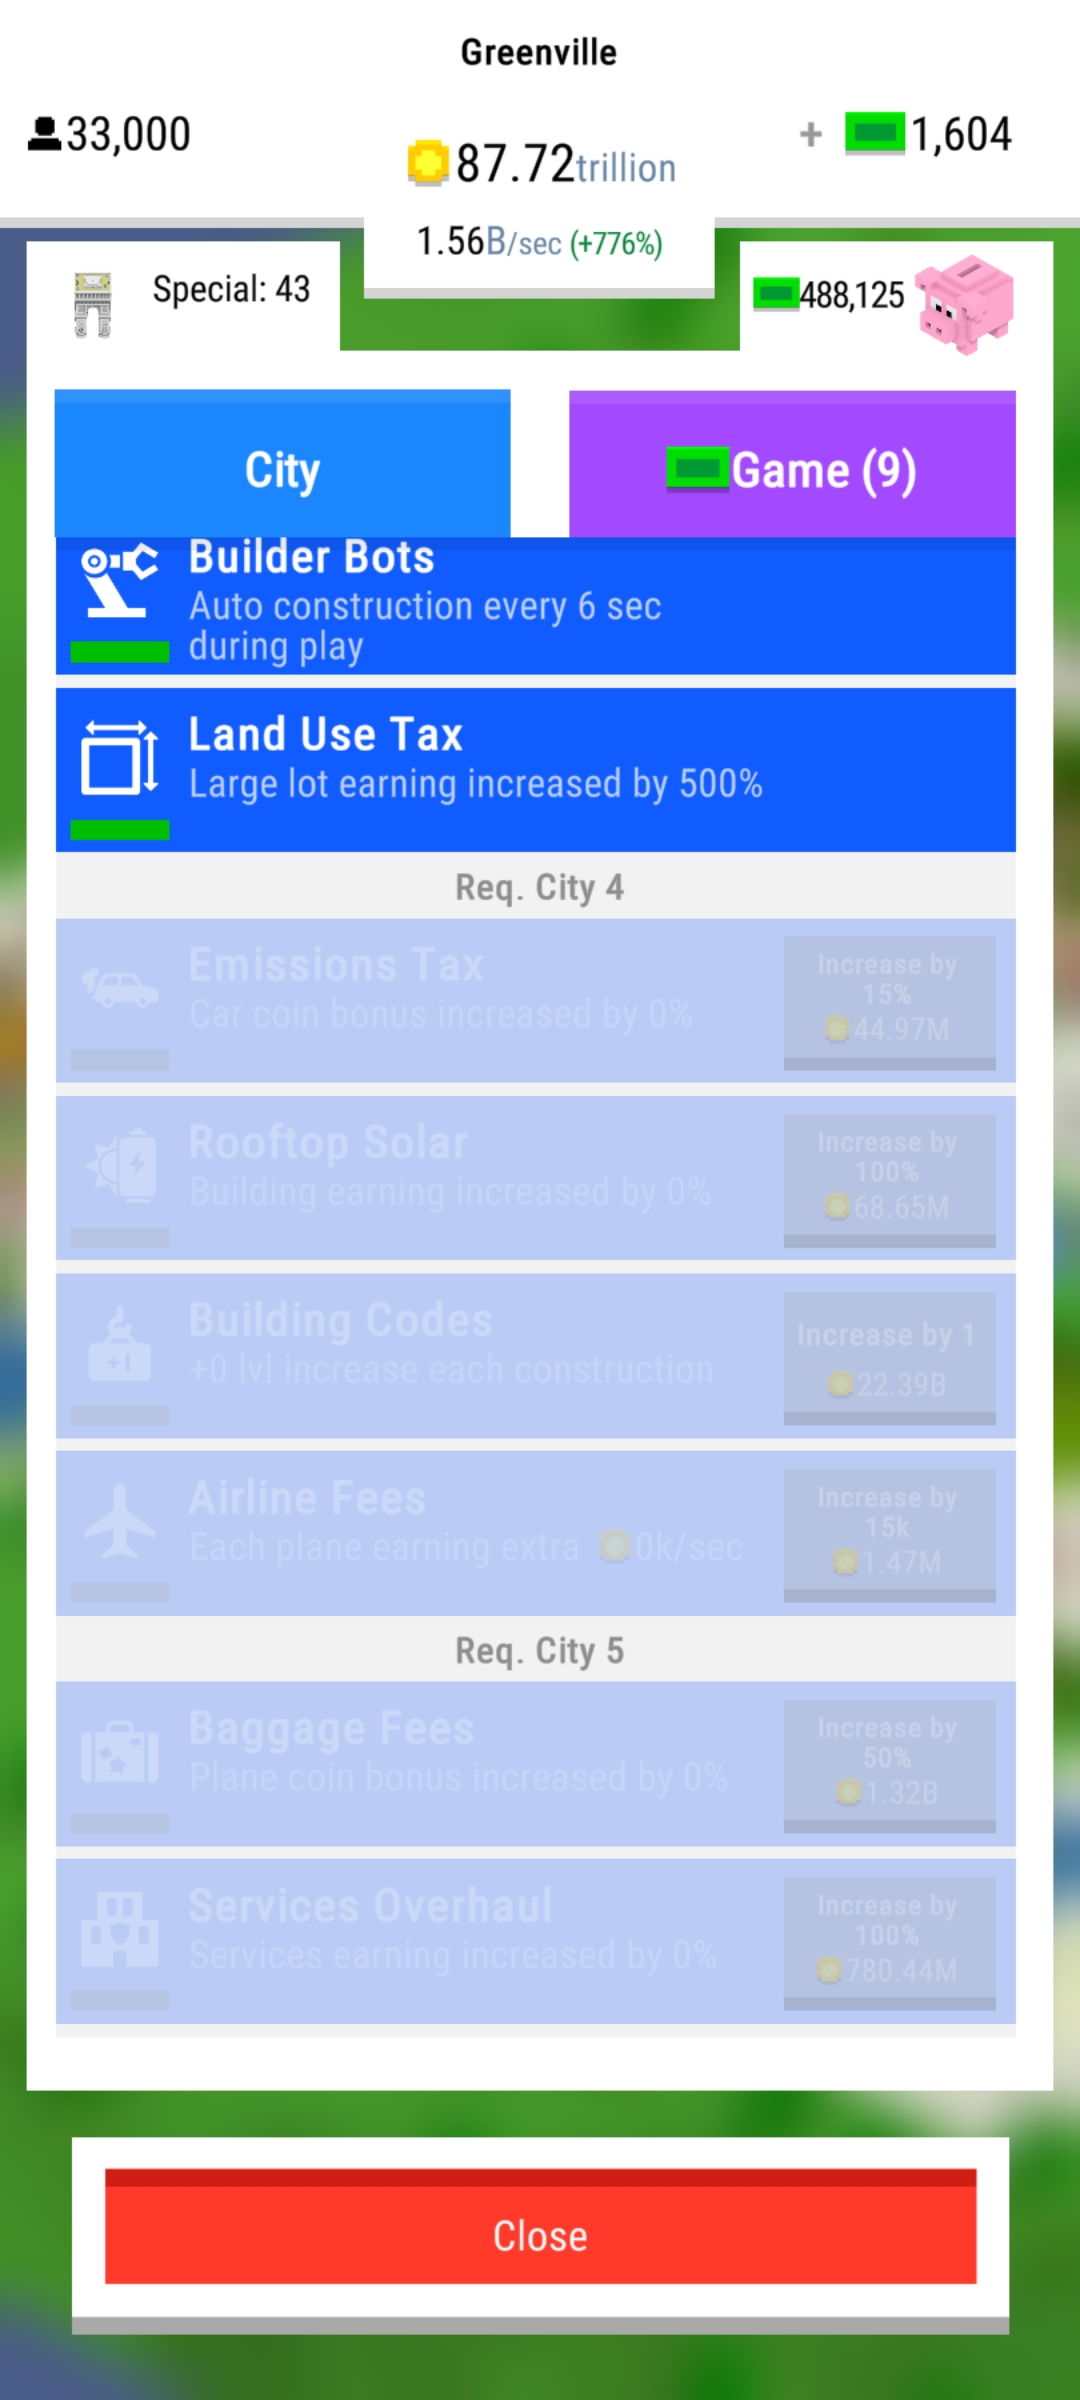 Greenville
33,000
87.72trillion
+ 1,604
1.56B/sec (+776%)
Special: 43
488,125
City
Game (9)
Builder Bots
Auto construction every 6 sec
during play
Land Use Tax
Large lot earning increased by 500%
Req. City 4
Emissions Tax
Car coin bonus increased by 0%
Increase by
15%
44.97M
Rooftop Solar
Building earning increased by 0%
Increase by
100%
68.65M
Building Codes
+0 lvl increase each construction
+1
Increase by 1
22.39B
Airline Fees
Each plane earning extra 0k/sec
Increase by
15k
1.47M
Req. City 5
Baggage Fees
Plane coin bonus increased by 0%
Increase by
50%
1.32B
Services Overhaul
Services earning increased by 0%
Increase by
100%
780.44M
Close